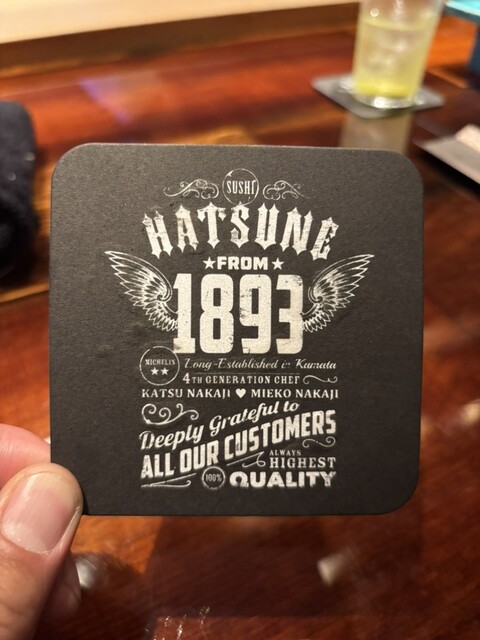 SUSHI
HATSUNE
★FROM★
1893
MICHELIN
★★
Long-Established in Kamata
4TH GENERATION CHEF
KATSU NAKAJI ♥ MIEKO NAKAJI
Deeply Grateful to
ALL OUR CUSTOMERS
ALWAYS
HIGHEST
100% QUALITY